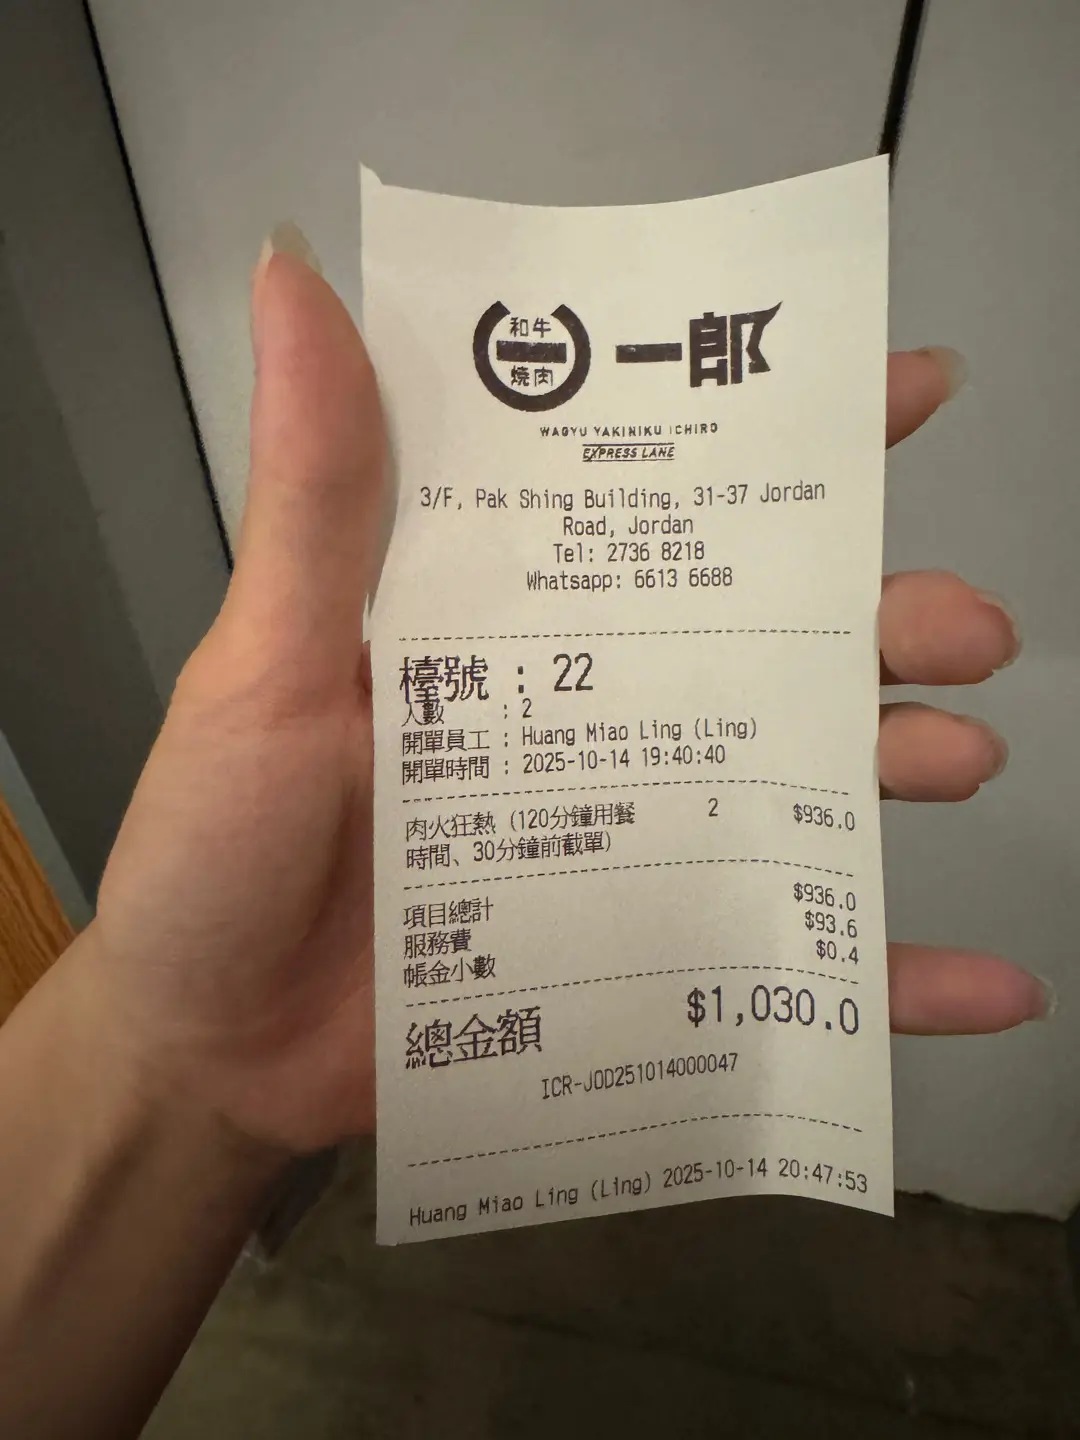 和牛
燒肉
一郎
WAGYU YAKINIKU ICHIRO
EXPRESS LANE
3/F, Pak Shing Building, 31-37 Jordan
Road, Jordan
Tel: 2736 8218
Whatsapp: 6613 6688
檯號 : 22
人數 : 2
開單員工 : Huang Miao Ling (Ling)
開單時間 : 2025-10-14 19:40:40
肉火狂熱 (120分鐘用餐 2 $936.0
時間、30分鐘前截單)
項目總計 $936.0
服務費 $93.6
帳金小數 $0.4
總金額 $1,030.0
ICR-JOD251014000047
Huang Miao Ling (Ling) 2025-10-14 20:47:53